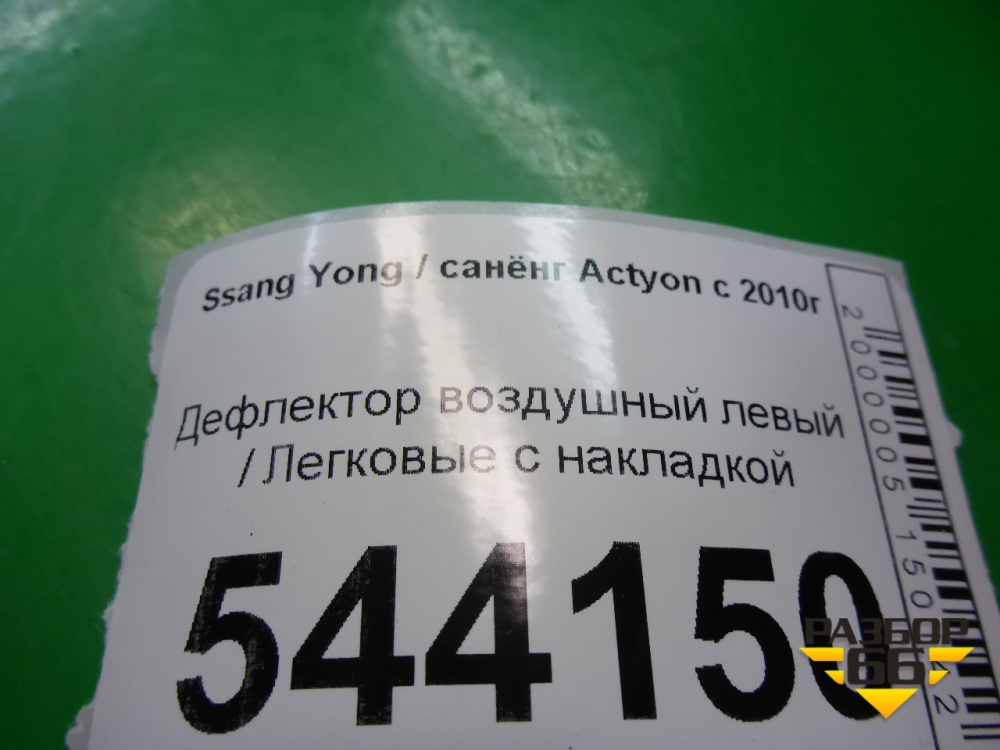 Ssang Yong / санёнг Actyon с 2010г
Дефлектор воздушный левый
/ Легковые с накладкой
544150
РАЗБОР
66